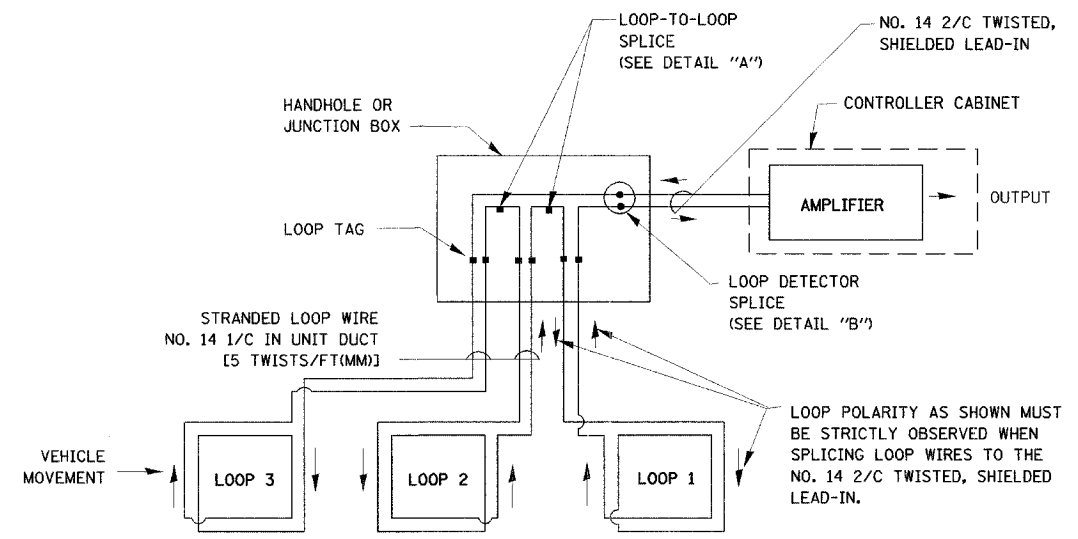 LOOP-TO-LOOP
SPLICE
(SEE DETAIL "A")
NO. 14 2/C TWISTED,
SHIELDED LEAD-IN
HANDHOLE OR
JUNCTION BOX
CONTROLLER CABINET
AMPLIFIER
OUTPUT
LOOP TAG
LOOP DETECTOR
SPLICE
(SEE DETAIL "B")
STRANDED LOOP WIRE
NO. 14 1/C IN UNIT DUCT
[5 TWISTS/FT(MM)]
LOOP POLARITY AS SHOWN MUST
BE STRICTLY OBSERVED WHEN
SPLICING LOOP WIRES TO THE
NO. 14 2/C TWISTED, SHIELDED
LEAD-IN.
VEHICLE
MOVEMENT
LOOP 3
LOOP 2
LOOP 1